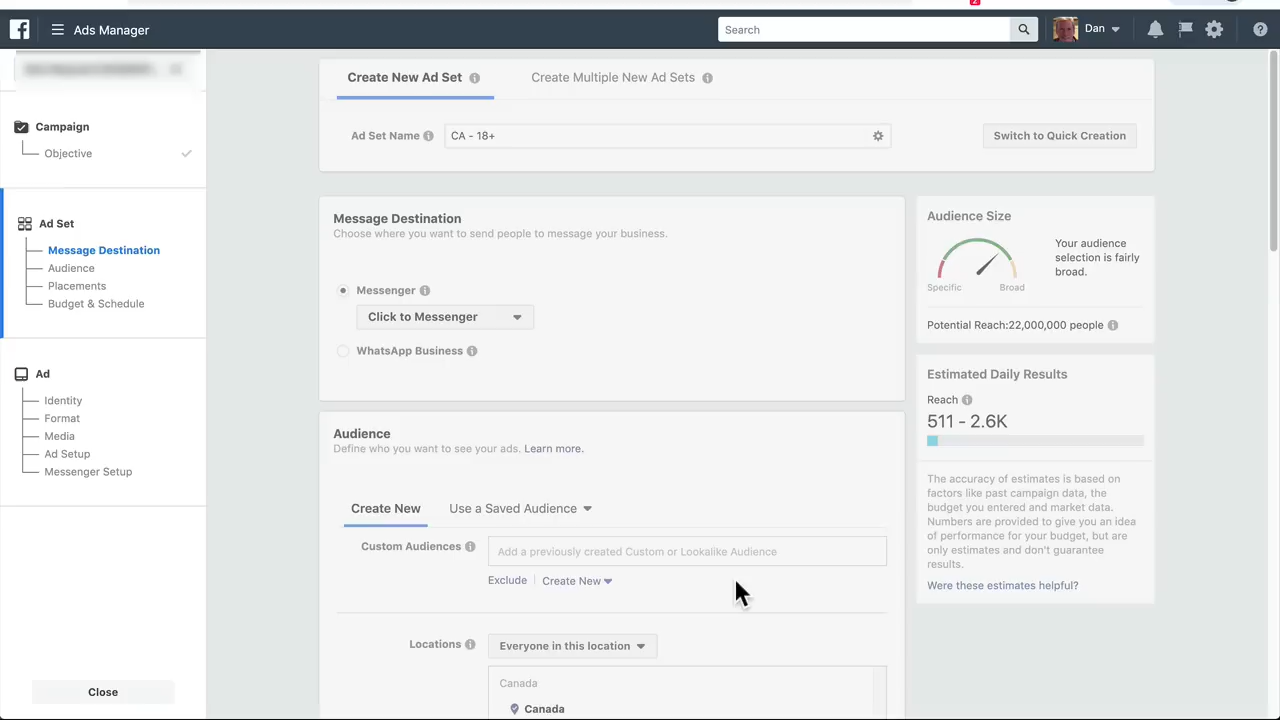 2
Ads Manager
Search
Dan
Create New Ad Set
Create Multiple New Ad Sets
Ad Set Name
CA - 18+
Switch to Quick Creation
Campaign
Objective
Ad Set
Message Destination
Audience
Placements
Budget & Schedule
Ad
Identity
Format
Media
Ad Setup
Messenger Setup
Close
Message Destination
Choose where you want to send people to message your business.
Messenger
Click to Messenger
WhatsApp Business
Audience
Define who you want to see your ads. Learn more.
Create New
Use a Saved Audience
Custom Audiences
Add a previously created Custom or Lookalike Audience
Exclude
Create New
Locations
Everyone in this location
Canada
Canada
Audience Size
Specific
Broad
Your audience
selection is fairly
broad.
Potential Reach:22,000,000 people
Estimated Daily Results
Reach
511 - 2.6K
The accuracy of estimates is based on
factors like past campaign data, the
budget you entered and market data.
Numbers are provided to give you an idea
of performance for your budget, but are
only estimates and don't guarantee
results.
Were these estimates helpful?